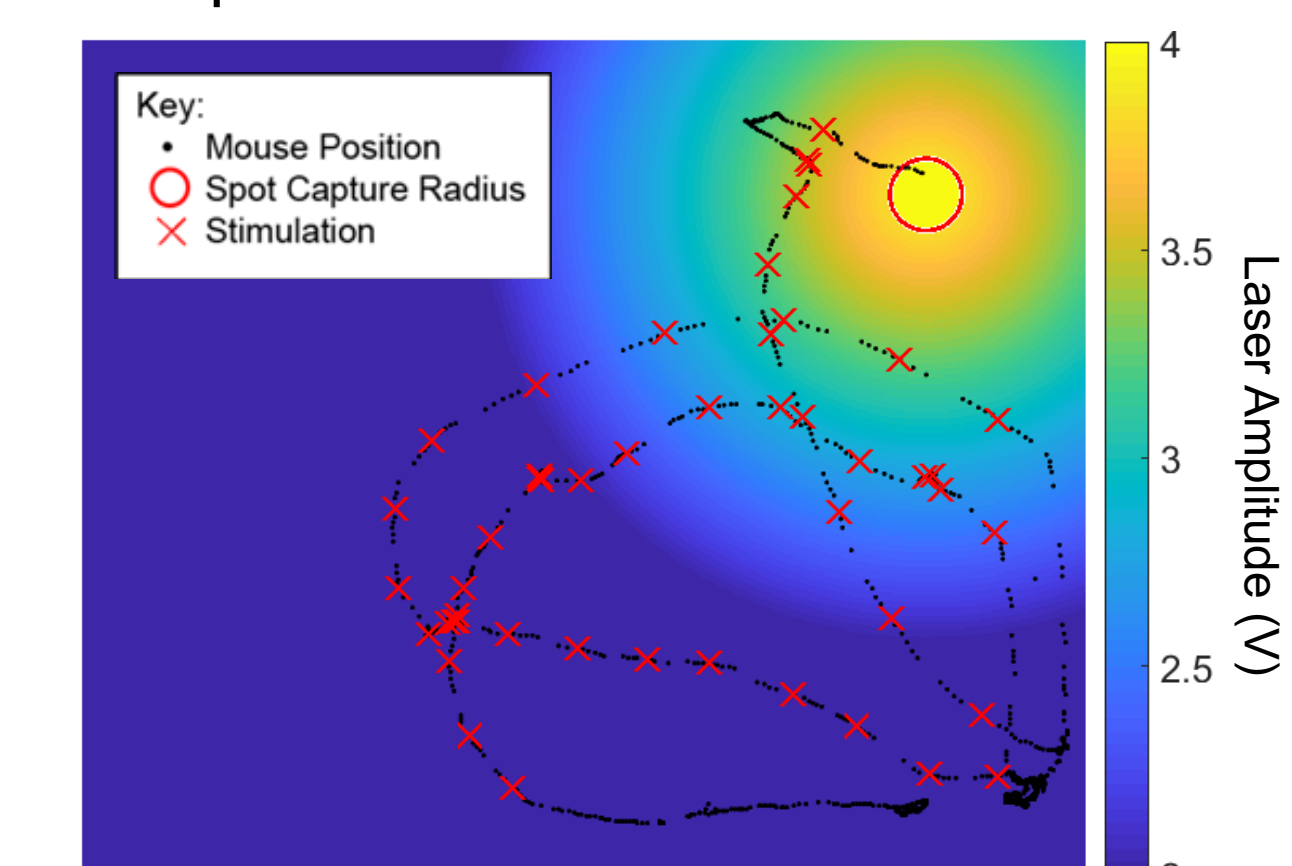 Key:
Mouse Position
Spot Capture Radius
Stimulation
4
3.5
3
2.5
Laser Amplitude (V)